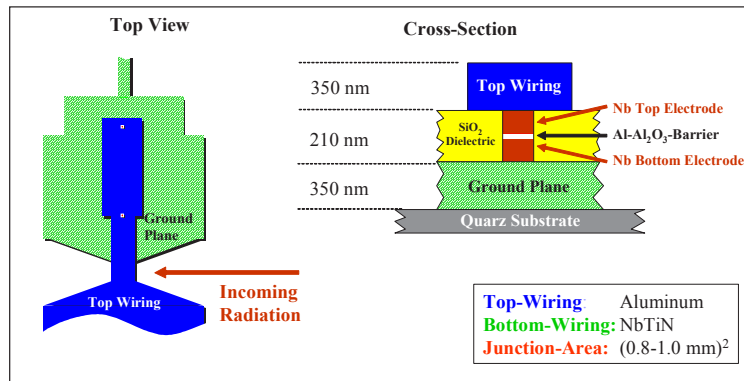 Top View
Cross-Section
350 nm
Top Wiring
Nb Top Electrode
210 nm
SiO2
Dielectric
Al-Al2O3-Barrier
Nb Bottom Electrode
350 nm
Ground Plane
Quarz Substrate
Ground
Plane
Top Wiring
Incoming
Radiation
Top-Wiring: Aluminum
Bottom-Wiring: NbTiN
Junction-Area: (0.8-1.0 mm)2